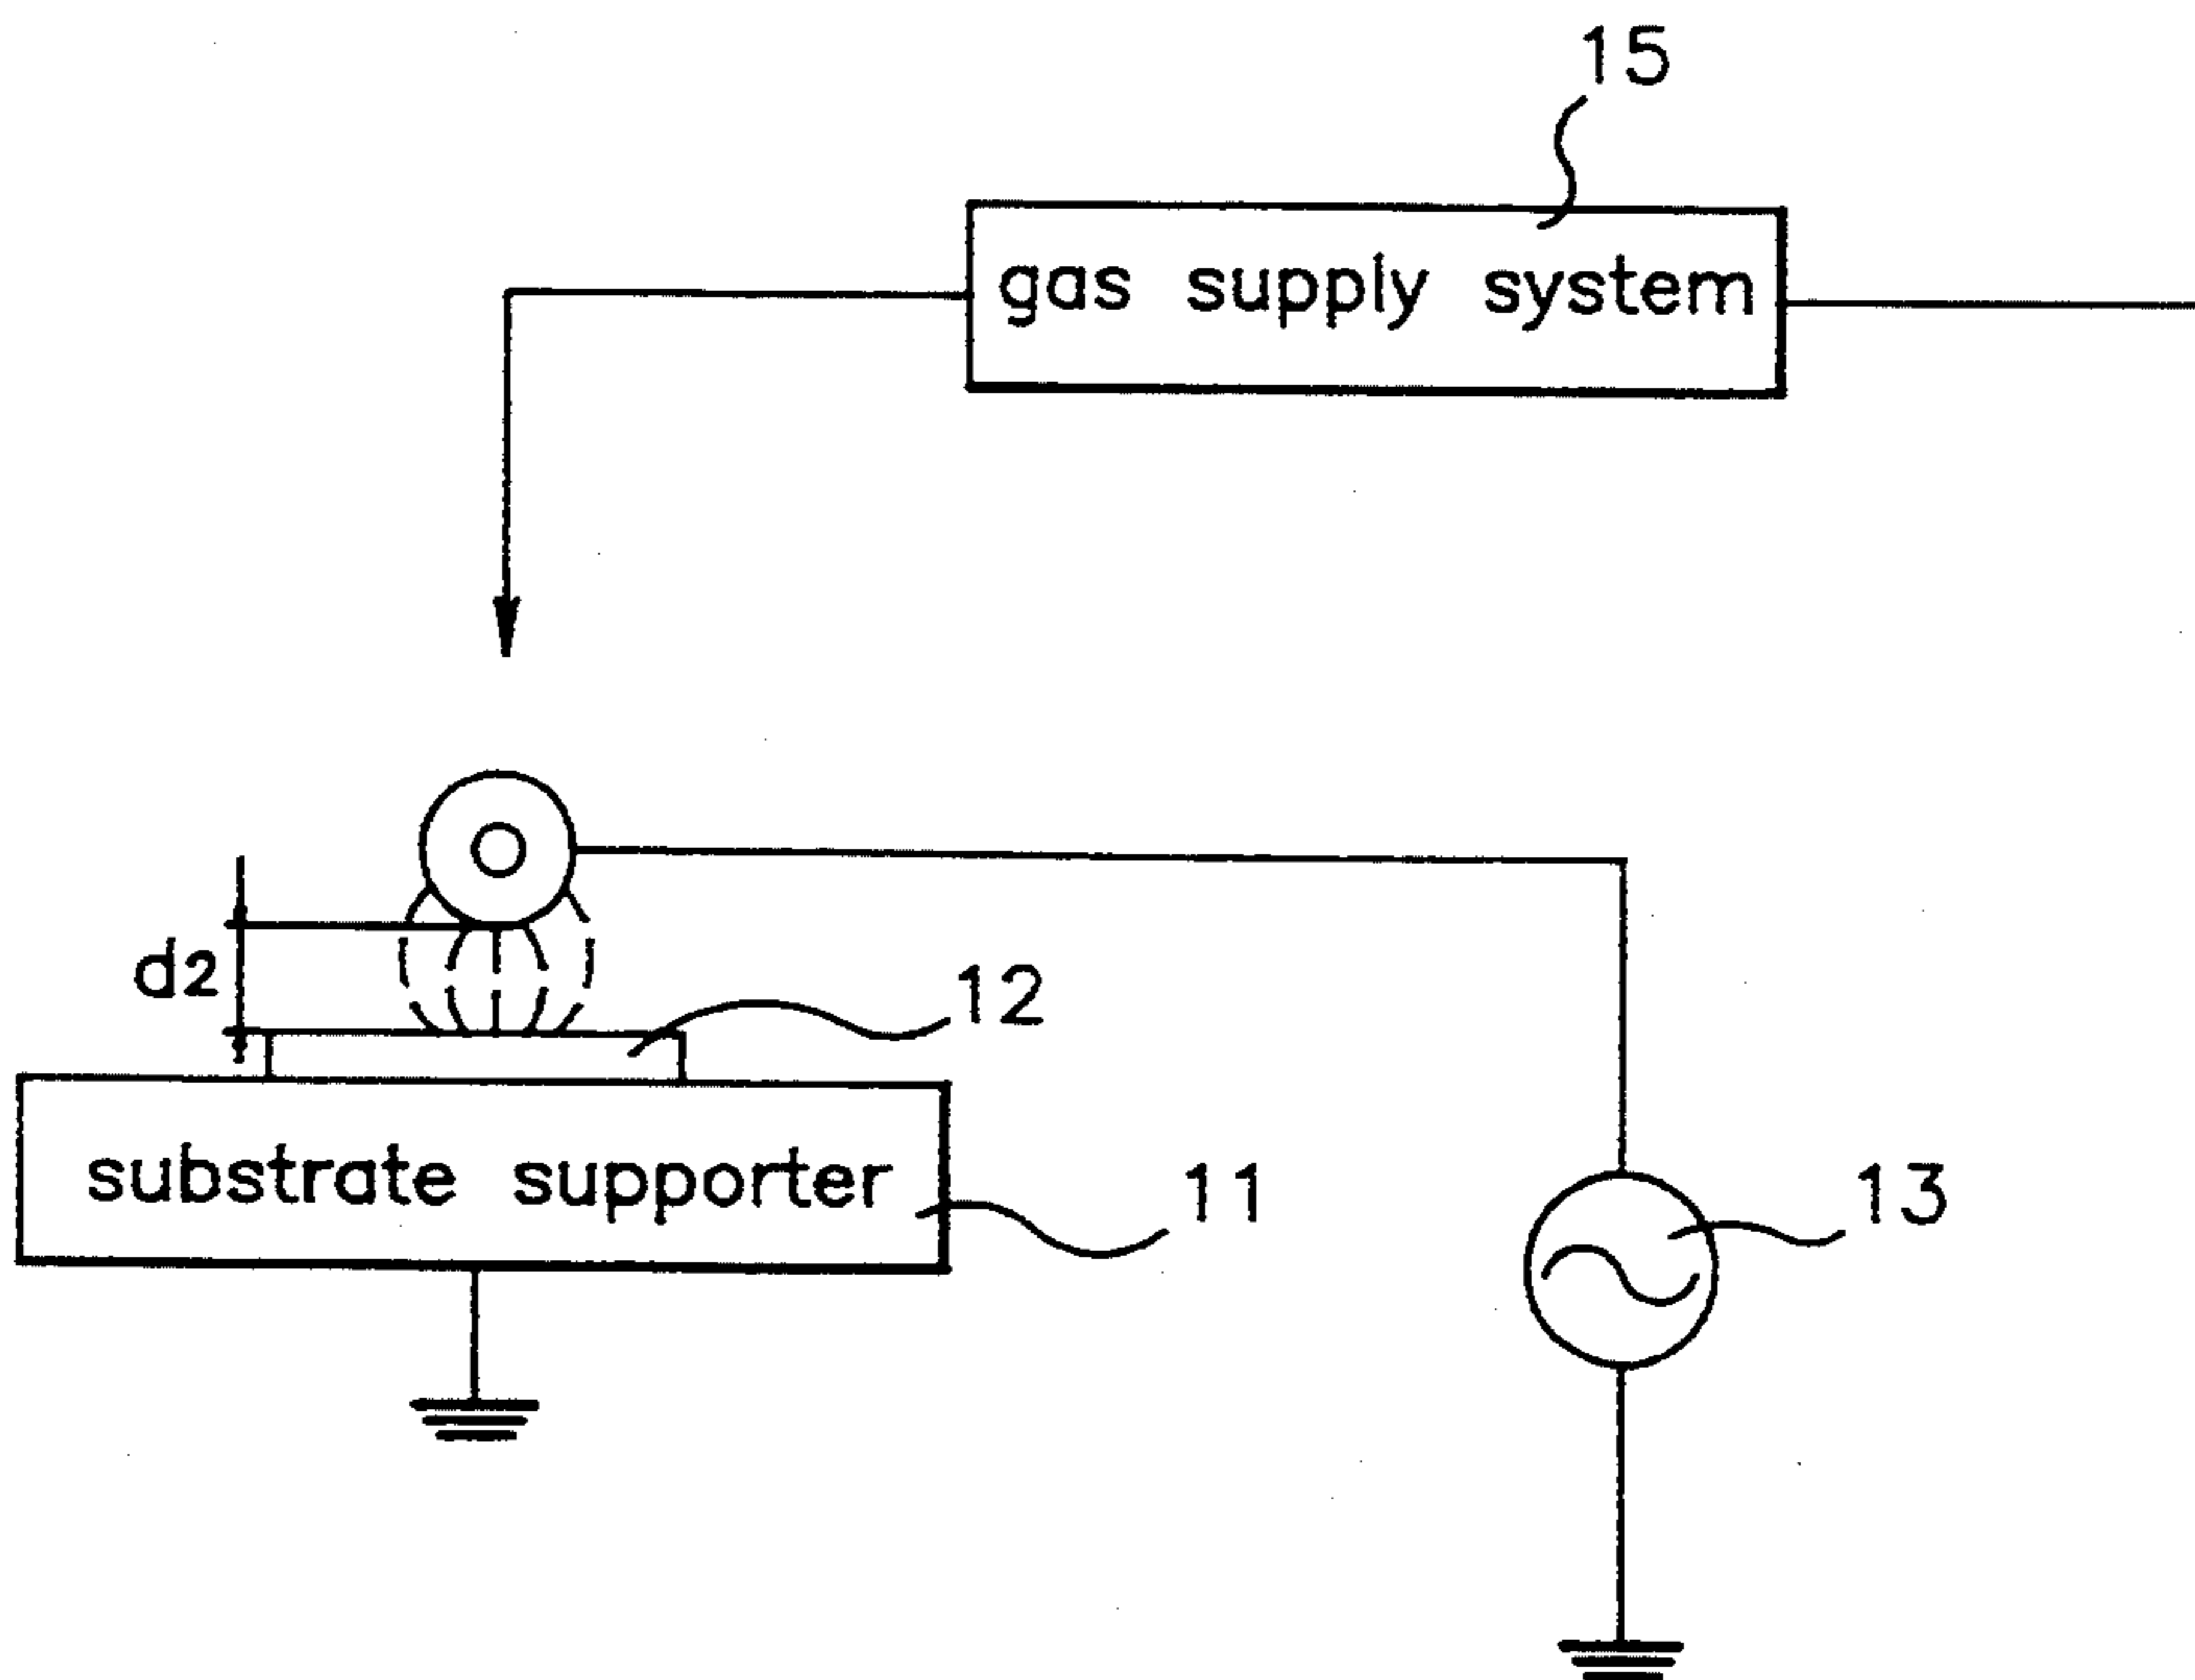 15
gas supply system
d2
12
substrate supporter
11
13